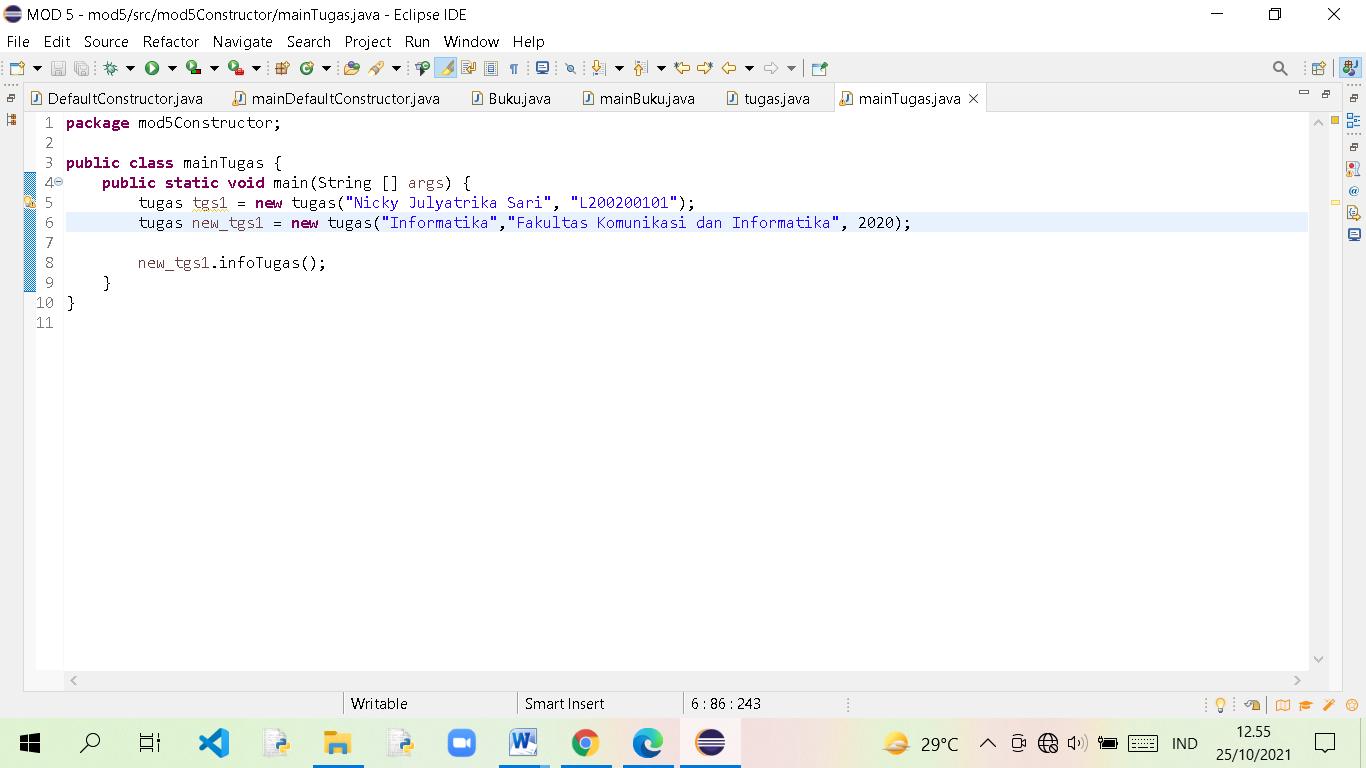 MOD 5 - mod5/src/mod5Constructor/mainTugas.java - Eclipse IDE
File Edit Source Refactor Navigate Search Project Run Window Help
DefaultConstructor.java mainDefaultConstructor.java Buku.java mainBuku.java tugas.java mainTugas.java
1 package mod5Constructor;
2
3 public class mainTugas {
4 public static void main(String [] args) {
5 tugas tgs1 = new tugas("Nicky Julyatrika Sari", "L200200101");
6 tugas new_tgs1 = new tugas("Informatika","Fakultas Komunikasi dan Informatika", 2020);
7
8 new_tgs1.infoTugas();
9 }
10 }
11
Writable Smart Insert 6 : 86 : 243
29°C IND 12.55
25/10/2021